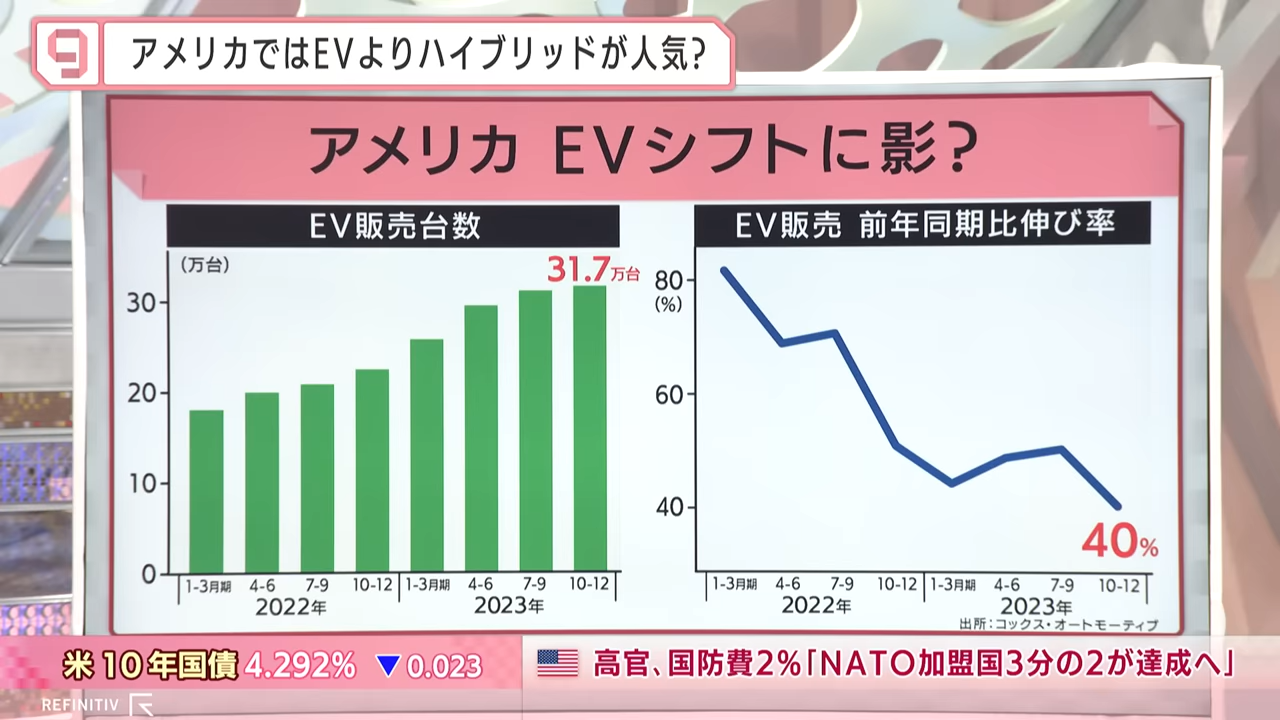 9 アメリカではEVよりハイブリッドが人気?
アメリカ EVシフトに影?
EV販売台数
(万台)
31.7万台
30
20
10
0
1-3月期 4-6 7-9 10-12 1-3月期 4-6 7-9 10-12
2022年 2023年
EV販売 前年同期比伸び率
80
(%)
60
40
40%
1-3月期 4-6 7-9 10-12 1-3月期 4-6 7-9 10-12
2022年 2023年
出所:コックス・オートモーティブ
米10年国債 4.292% ▼0.023
高官、国防費2%「NATO加盟国3分の2が達成へ」
REFINITIV